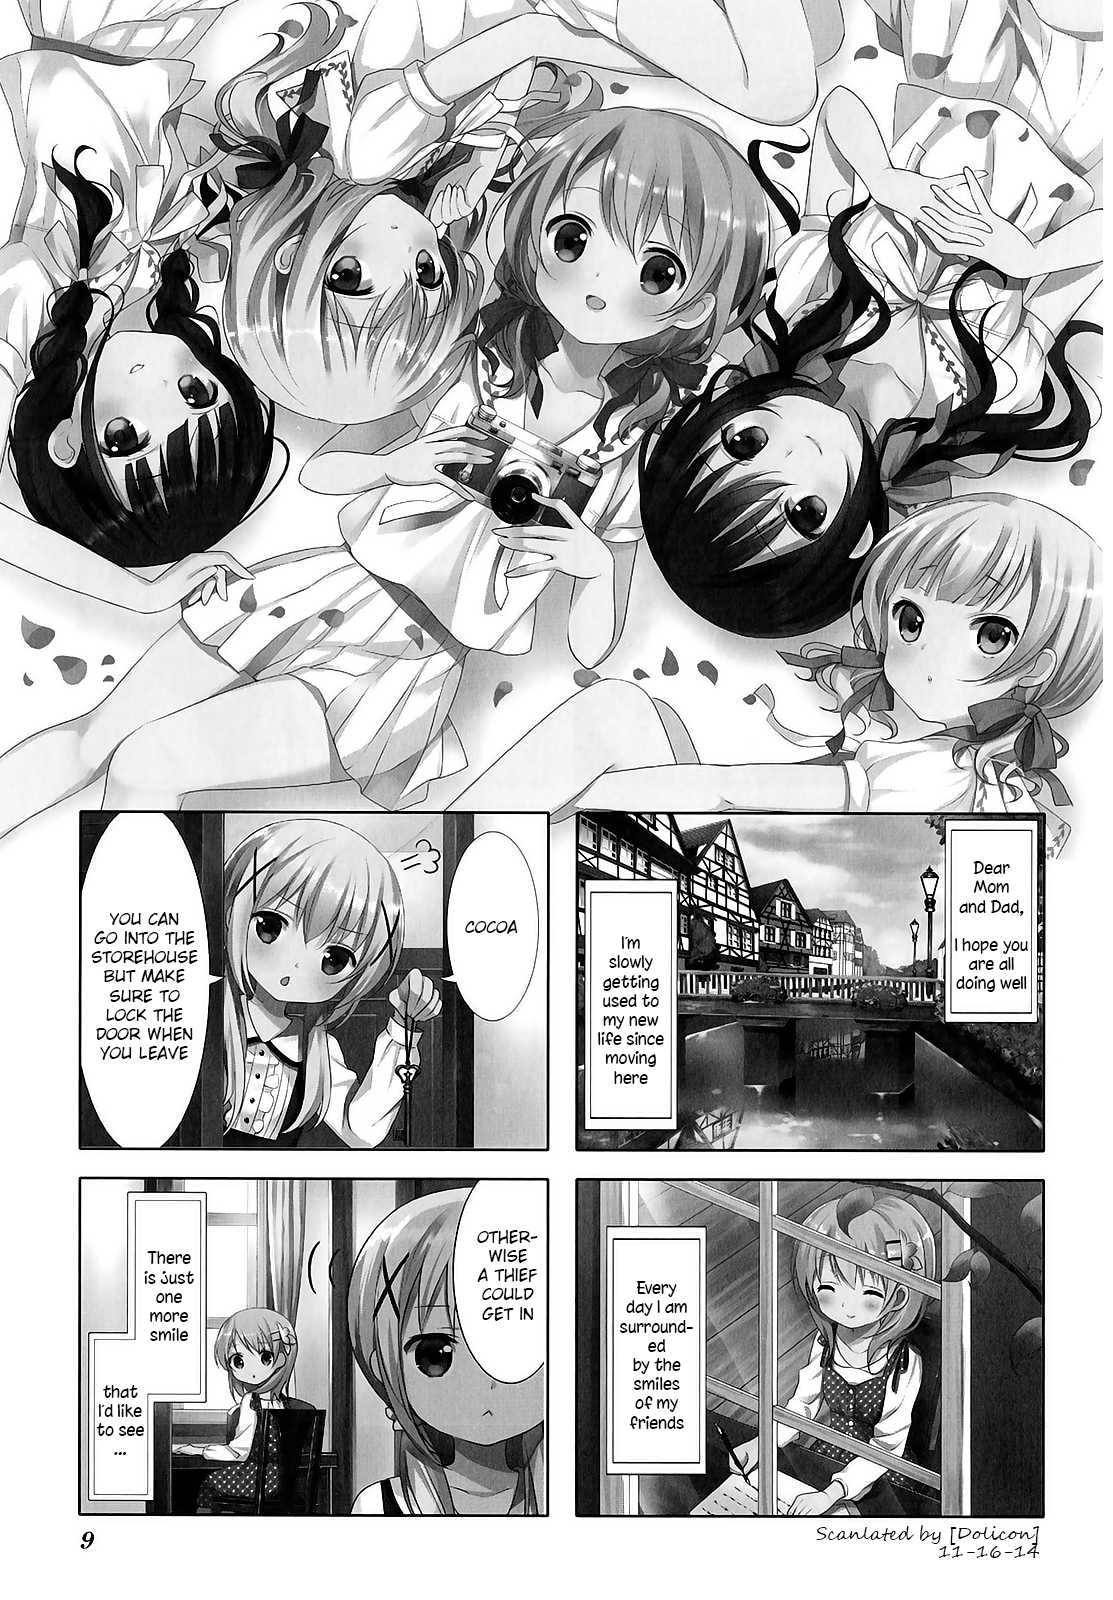 Dear
Mom
and Dad,
I hope you
are all
doing well
I'm
slowly
getting
used to
my new
life since
moving
here
Every
day I am
surround-
ed
by the
smiles
of my
friends
COCOA
YOU CAN
GO INTO THE
STOREHOUSE
BUT MAKE
SURE TO
LOCK THE
DOOR WHEN
YOU LEAVE
OTHER-
WISE
A THIEF
COULD
GET IN
There
is just
one
more
smile
that
I'd like
to see
...
9
Scanlated by [Dolicon]
11-16-14